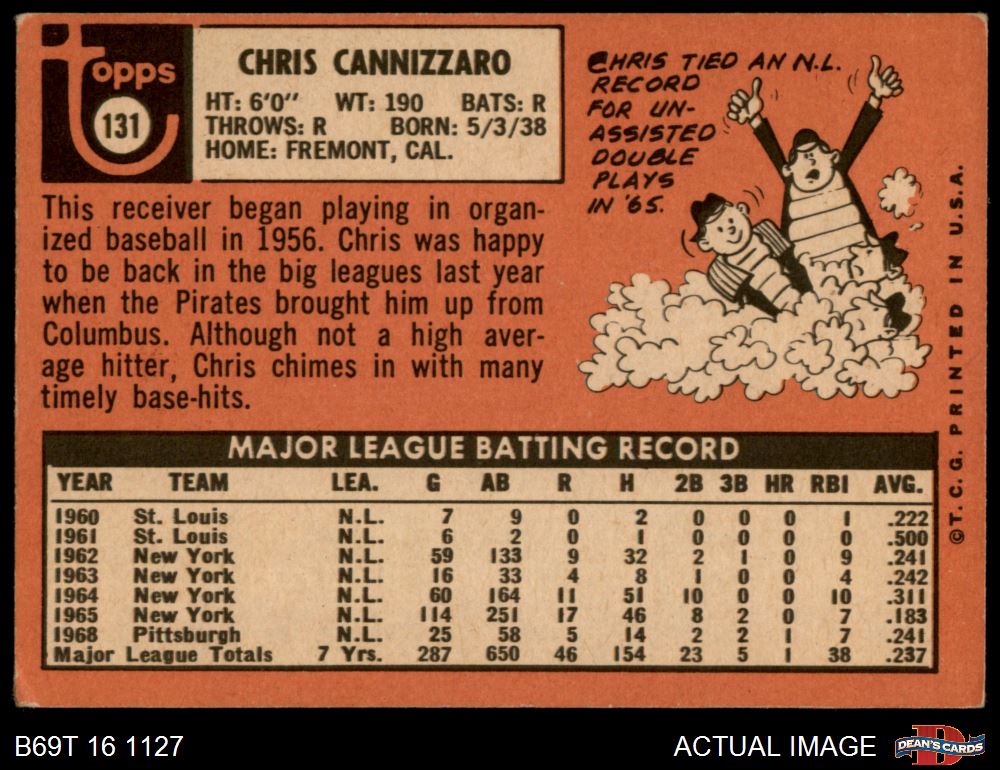 Topps
131
CHRIS CANNIZZARO
HT: 6'0" WT: 190 BATS: R
THROWS: R BORN: 5/3/38
HOME: FREMONT, CAL.
This receiver began playing in organ-
ized baseball in 1956. Chris was happy
to be back in the big leagues last year
when the Pirates brought him up from
Columbus. Although not a high aver-
age hitter, Chris chimes in with many
timely base-hits.
CHRIS TIED AN N.L.
RECORD
FOR UN-
ASSISTED
DOUBLE
PLAYS
IN '65.
©T.C.G. PRINTED IN U.S.A.
MAJOR LEAGUE BATTING RECORD
YEAR TEAM LEA. G AB R H 2B 3B HR RBI AVG.
1960 St. Louis N.L. 7 9 0 2 0 0 0 1 .222
1961 St. Louis N.L. 6 2 0 1 0 0 0 0 .500
1962 New York N.L. 59 133 9 32 2 1 0 9 .241
1963 New York N.L. 16 33 4 8 1 0 0 4 .242
1964 New York N.L. 60 164 11 51 10 0 0 10 .311
1965 New York N.L. 114 251 17 46 8 2 0 7 .183
1968 Pittsburgh N.L. 25 58 5 14 2 2 1 7 .241
Major League Totals 7 Yrs. 287 650 46 154 23 5 1 38 .237
B69T 16 1127
ACTUAL IMAGE
DEAN'S CARDS